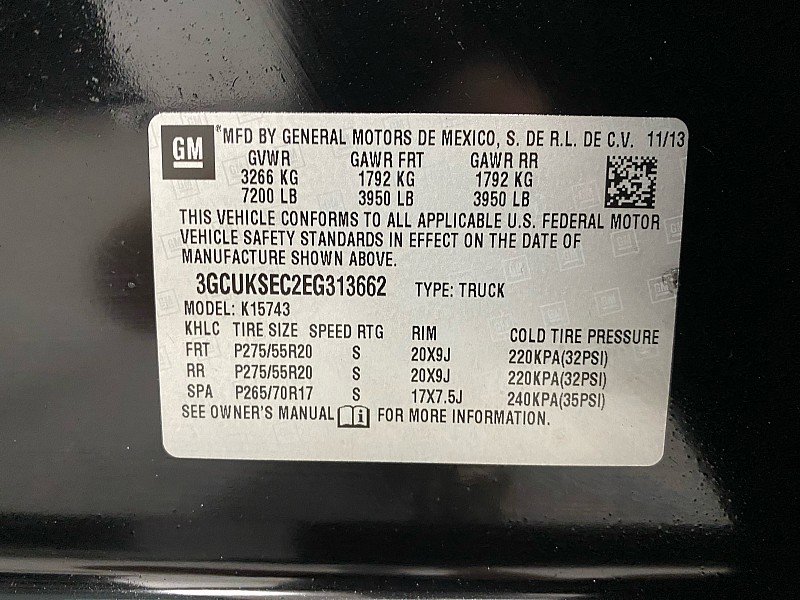 GM ® MFD BY GENERAL MOTORS DE MEXICO, S. DE R.L. DE C.V. 11/13
GVWR GAWR FRT GAWR RR
3266 KG 1792 KG 1792 KG
7200 LB 3950 LB 3950 LB
THIS VEHICLE CONFORMS TO ALL APPLICABLE U.S. FEDERAL MOTOR
VEHICLE SAFETY STANDARDS IN EFFECT ON THE DATE OF
MANUFACTURE SHOWN ABOVE.
3GCUKSEC2EG313662 TYPE: TRUCK
MODEL: K15743
KHLC TIRE SIZE SPEED RTG RIM COLD TIRE PRESSURE
FRT P275/55R20 S 20X9J 220KPA(32PSI)
RR P275/55R20 S 20X9J 220KPA(32PSI)
SPA P265/70R17 S 17X7.5J 240KPA(35PSI)
SEE OWNER'S MANUAL FOR MORE INFORMATION.